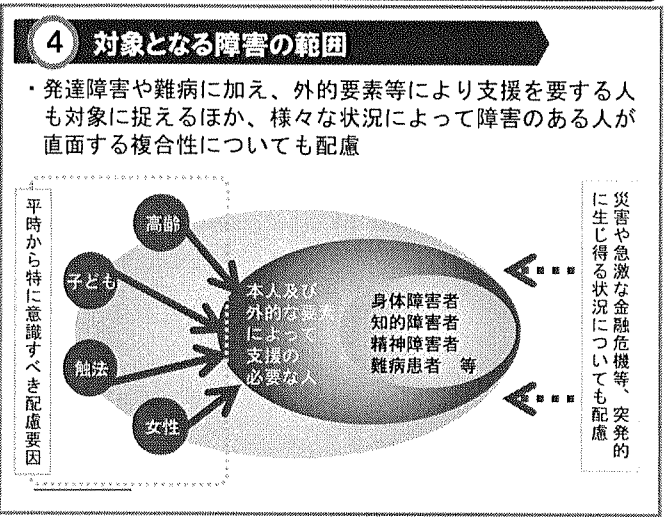 4 対象となる障害の範囲
・発達障害や難病に加え、外的要素等により支援を要する人
も対象に捉えるほか、様々な状況によって障害のある人が
直面する複合性についても配慮
平時から特に意識すべき配慮要因
高齢
子ども
触法
女性
本人及び
外的な要素
によって
支援の
必要な人
身体障害者
知的障害者
精神障害者
難病患者 等
災害や急激な金融危機等、突発的
に生じ得る状況についても配慮